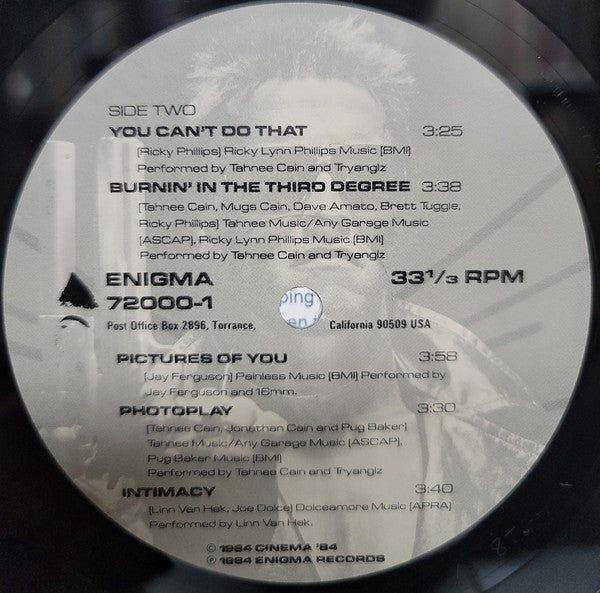 SIDE TWO
YOU CAN'T DO THAT 3:25
[Ricky Phillips] Ricky Lynn Phillips Music [BMI]
Performed by Tahnee Cain and Tryanglz
BURNIN' IN THE THIRD DEGREE 3:38
[Tahnee Cain, Mugs Cain, Dave Amato, Brett Tuggle,
Ricky Phillips] Tahnee Music/Any Garage Music
[ASCAP], Ricky Lynn Phillips Music [BMI]
Performed by Tahnee Cain and Tryanglz
ENIGMA 33 1/3 RPM
72000-1
ping
en
Post Office Box 2896, Torrance, California 90509 USA
PICTURES OF YOU 3:58
[Jay Ferguson] Painless Music [BMI] Performed by
Jay Ferguson and 16mm.
PHOTOPLAY 3:30
[Tahnee Cain, Jonathan Cain and Pug Baker]
Tahnee Music/Any Garage Music [ASCAP],
Pug Baker Music [BMI]
Performed by Tahnee Cain and Tryanglz
INTIMACY 3:40
[Linn Van Hek, Joe Dolce] Dolceamore Music [APRA]
Performed by Linn Van Hek.
© 1984 CINEMA '84
℗ 1984 ENIGMA RECORDS